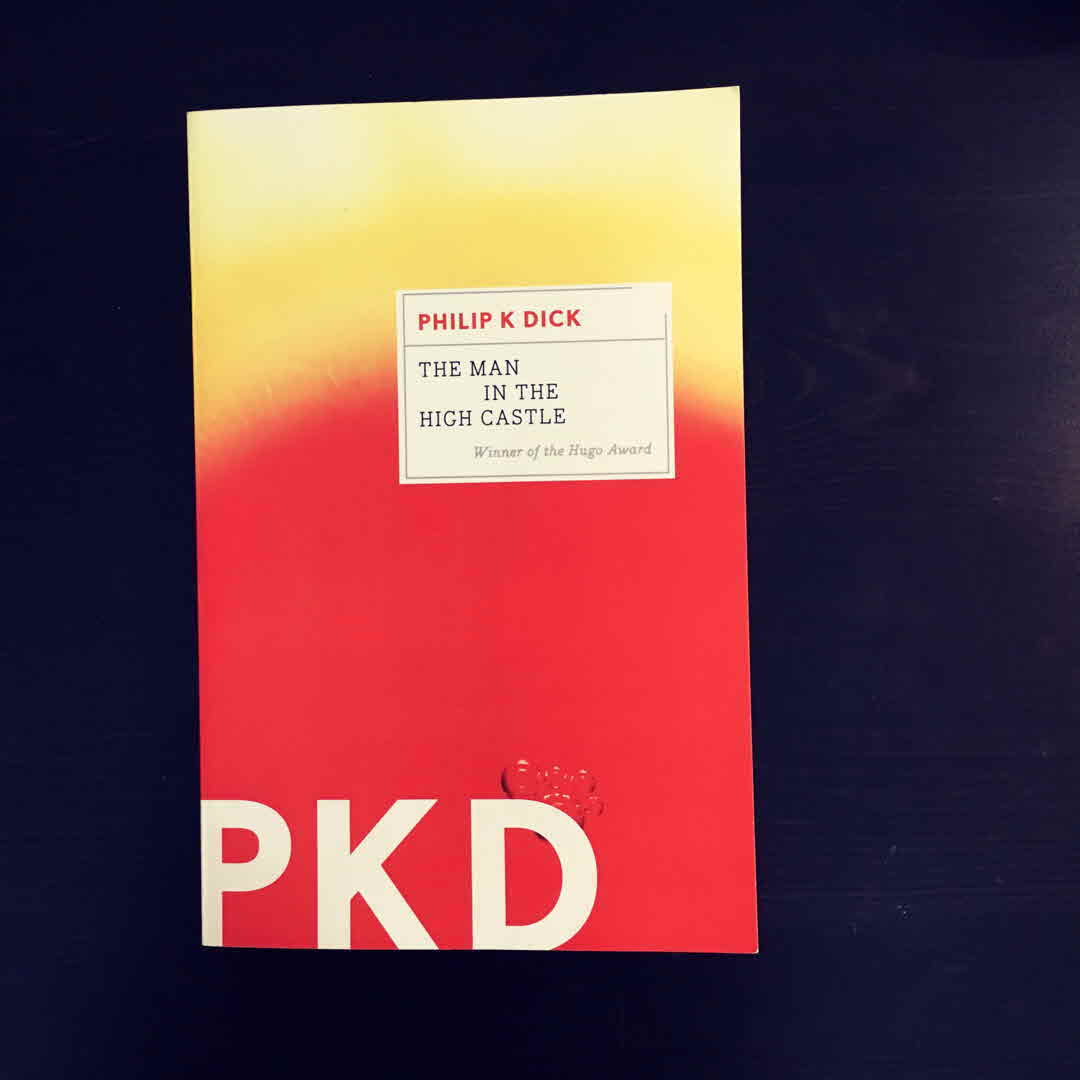 PHILIP K DICK
THE MAN
IN THE
HIGH CASTLE
Winner of the Hugo Award
PKD